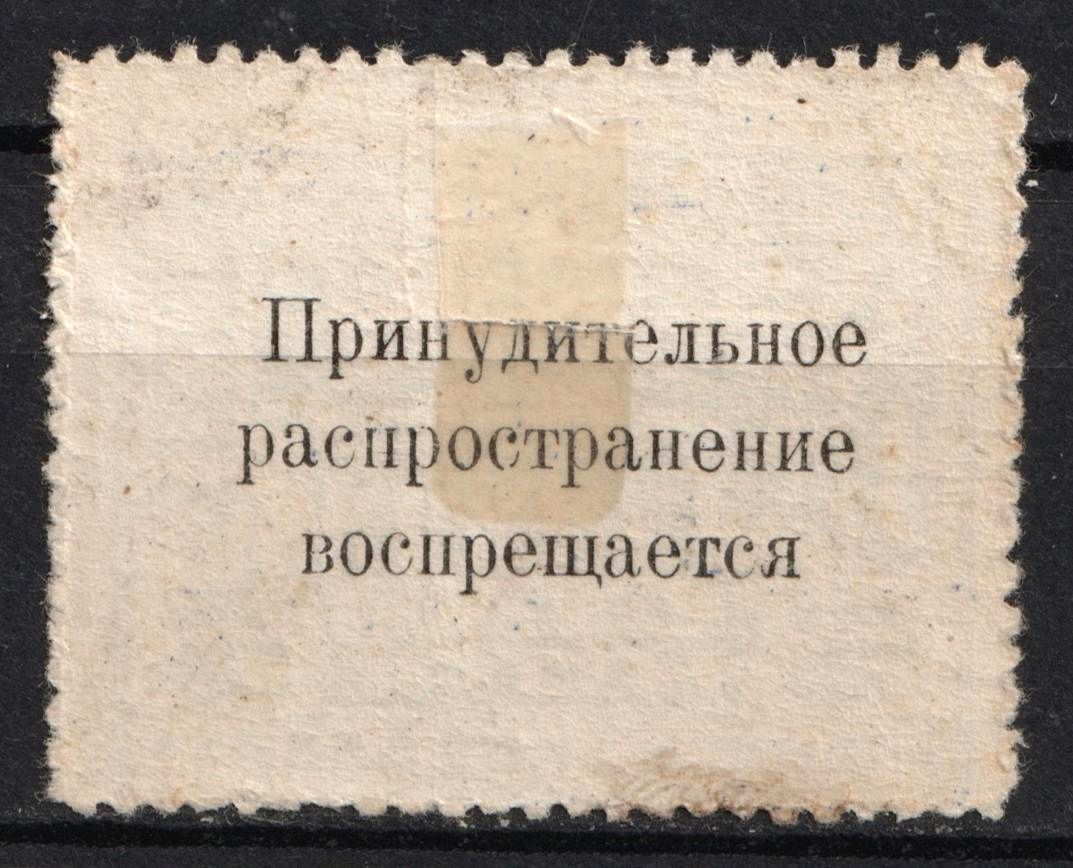 Принудительное
распространение
воспрещается